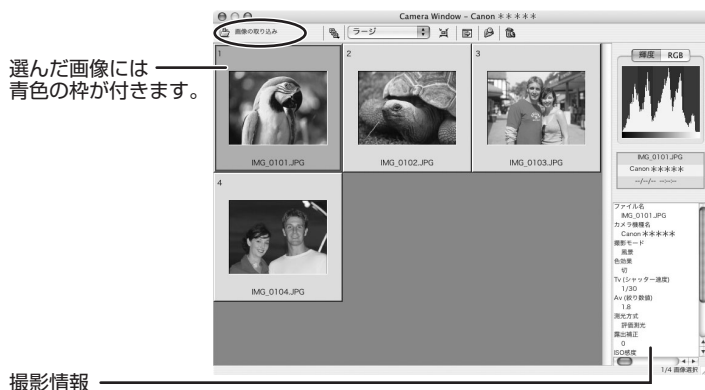 Camera Window – Canon ＊＊＊＊＊
画像の取り込み
ラージ
選んだ画像には
青色の枠が付きます。
1
2
3
IMG_0101.JPG
IMG_0102.JPG
IMG_0103.JPG
4
IMG_0104.JPG
輝度 RGB
IMG_0101.JPG
Canon＊＊＊＊＊
--/--/-- --:--:--
ファイル名
IMG_0101.JPG
カメラ機種名
Canon＊＊＊＊＊
撮影モード
風景
色効果
切
Tv (シャッター速度)
1/30
Av (絞り数値)
1.8
測光方式
評価測光
露出補正
0
ISO感度
1/4 画像選択
撮影情報